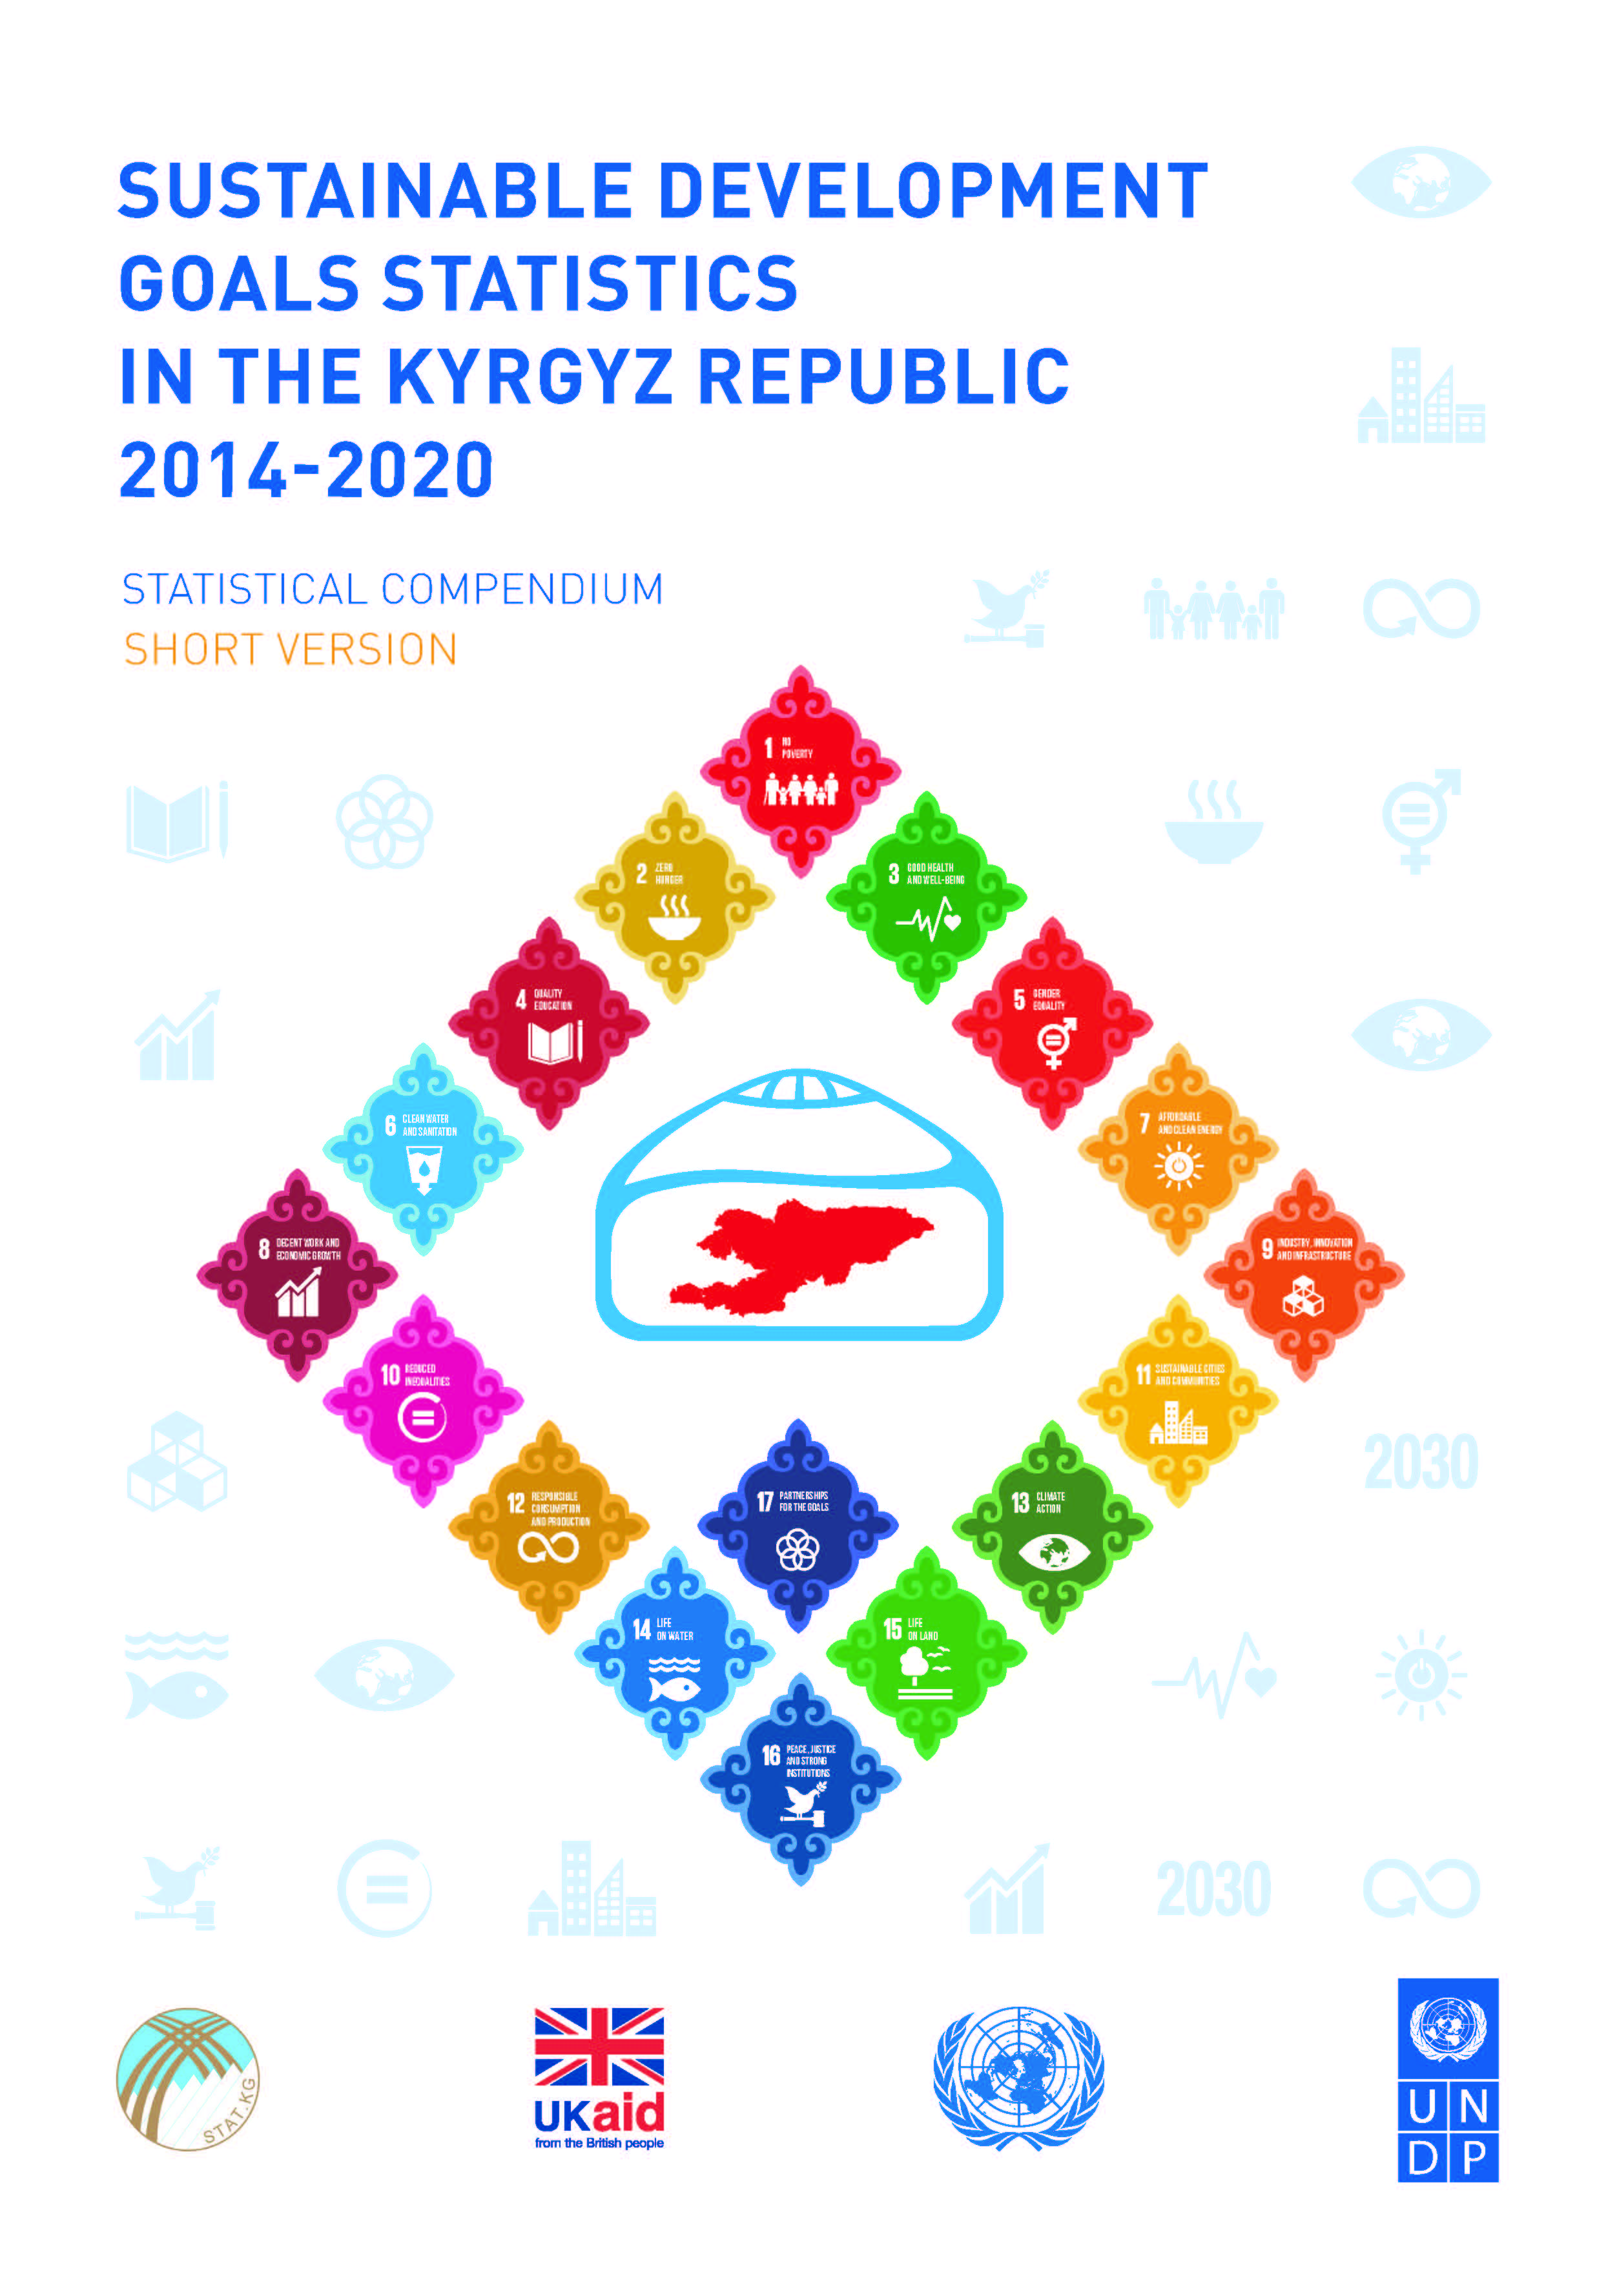 SUSTAINABLE DEVELOPMENT
GOALS STATISTICS
IN THE KYRGYZ REPUBLIC
2014-2020
STATISTICAL COMPENDIUM
SHORT VERSION
1 NO
POVERTY
2 ZERO
HUNGER
3 GOOD HEALTH
AND WELL-BEING
4 QUALITY
EDUCATION
5 GENDER
EQUALITY
6 CLEAN WATER
AND SANITATION
7 AFFORDABLE
AND CLEAN ENERGY
8 DECENT WORK AND
ECONOMIC GROWTH
9 INDUSTRY, INNOVATION
AND INFRASTRUCTURE
10 REDUCED
INEQUALITIES
11 SUSTAINABLE CITIES
AND COMMUNITIES
12 RESPONSIBLE
CONSUMPTION
AND PRODUCTION
17 PARTNERSHIPS
FOR THE GOALS
13 CLIMATE
ACTION
2030
14 LIFE
ON WATER
15 LIFE
ON LAND
16 PEACE, JUSTICE
AND STRONG
INSTITUTIONS
2030
STAT.KG
UKaid
from the British people
UN
DP